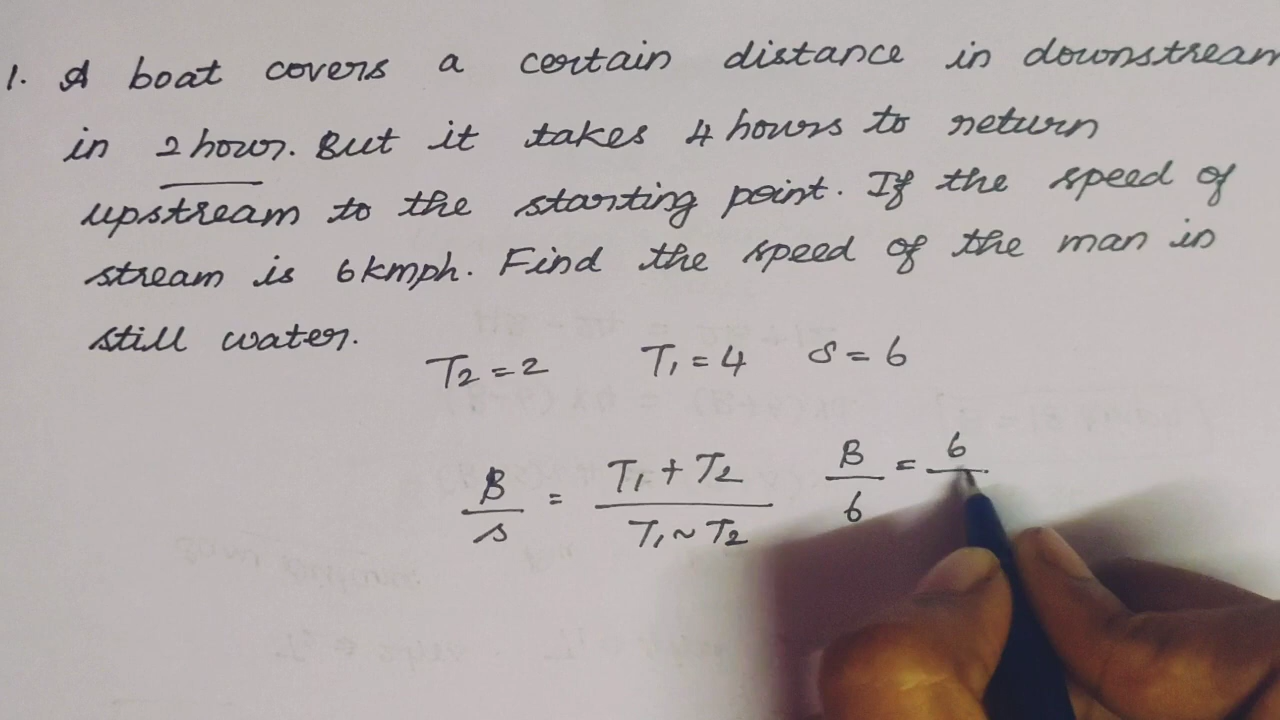 1. A boat covers a certain distance in downstream
in 2 hour. But it takes 4 hours to return
upstream to the starting point. If the speed of
stream is 6 kmph. Find the speed of the man in
still water.
T2 = 2 T1 = 4 S = 6
B/s = T1 + T2 / T1 ~ T2 B/6 = 6/